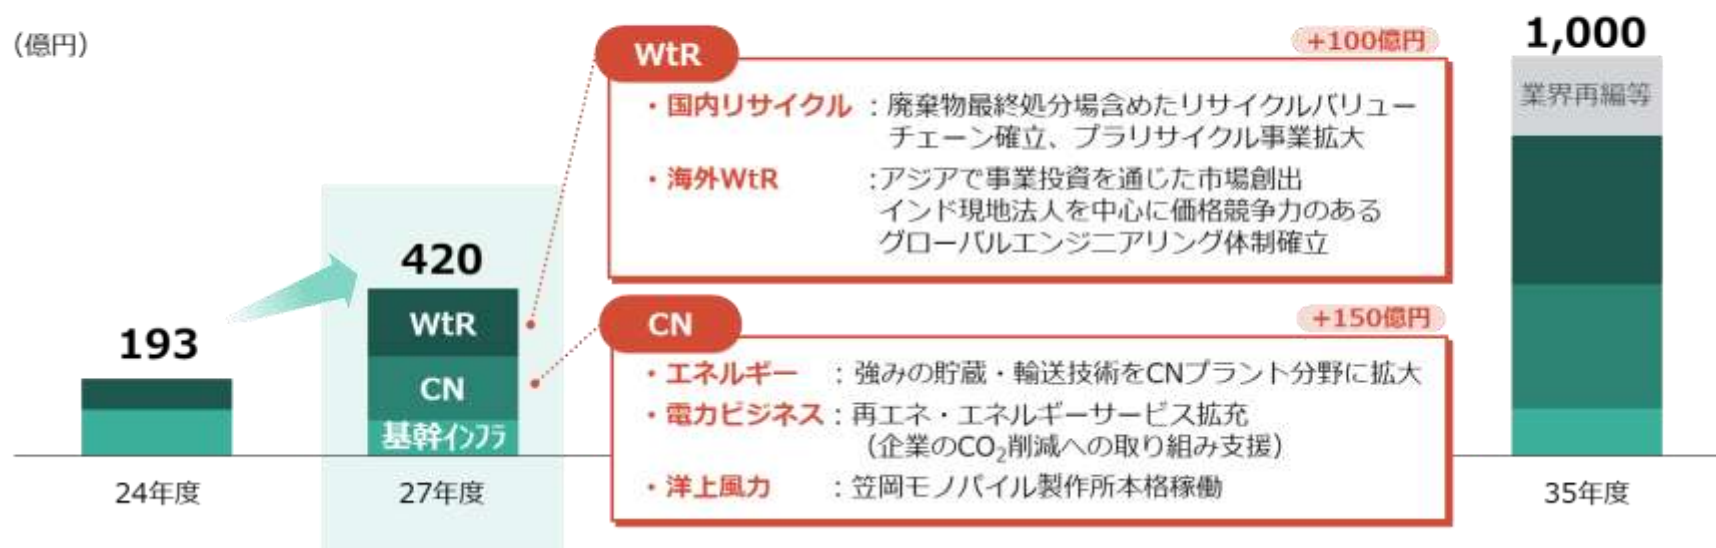 （億円）
193
24年度
420
WtR
CN
基幹インフラ
27年度
WtR
+100億円
・国内リサイクル ：廃棄物最終処分場含めたリサイクルバリュー
チェーン確立、プラリサイクル事業拡大
・海外WtR :アジアで事業投資を通じた市場創出
インド現地法人を中心に価格競争力のある
グローバルエンジニアリング体制確立
CN
+150億円
・エネルギー ：強みの貯蔵・輸送技術をCNプラント分野に拡大
・電力ビジネス：再エネ・エネルギーサービス拡充
（企業のCO₂削減への取り組み支援）
・洋上風力 ：笠岡モノパイル製作所本格稼働
1,000
業界再編等
35年度